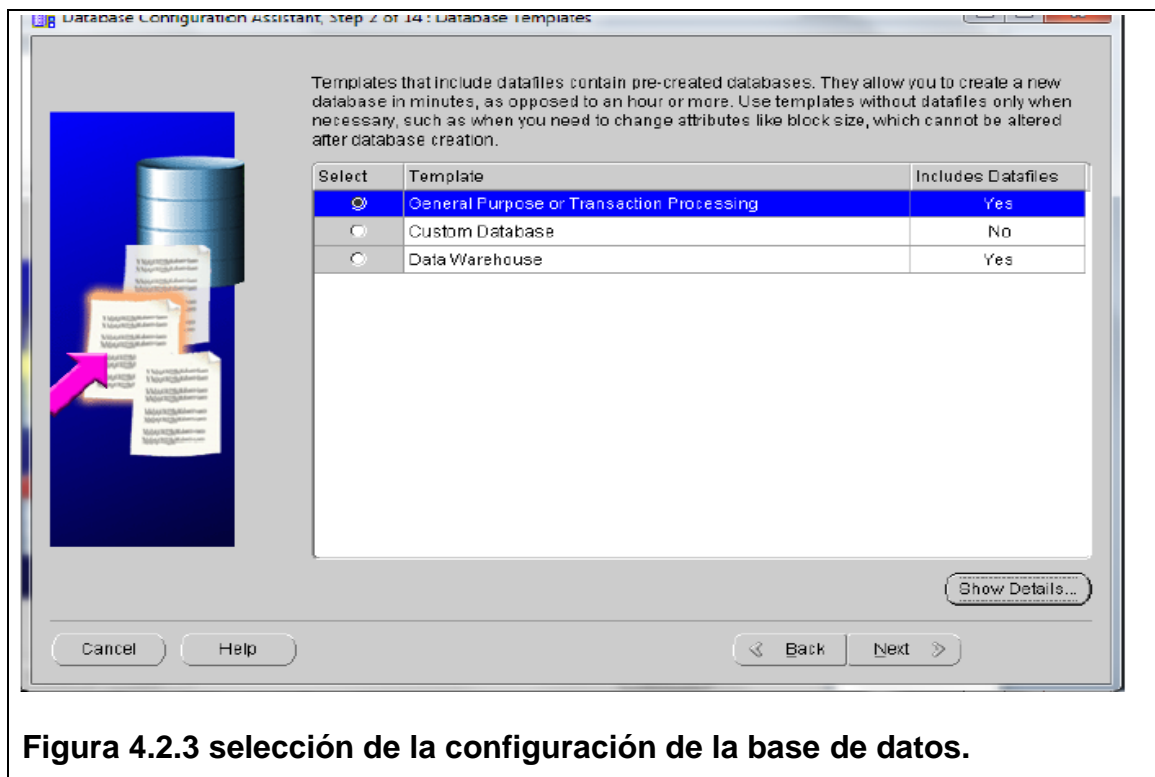 Database Configuration Assistant, Step 2 of 14 : Database Templates
Templates that include datafiles contain pre-created databases. They allow you to create a new
database in minutes, as opposed to an hour or more. Use templates without datafiles only when
necessary, such as when you need to change attributes like block size, which cannot be altered
after database creation.
Select Template Includes Datafiles
General Purpose or Transaction Processing Yes
Custom Database No
Data Warehouse Yes
Show Details...
Cancel Help Back Next
Figura 4.2.3 selección de la configuración de la base de datos.